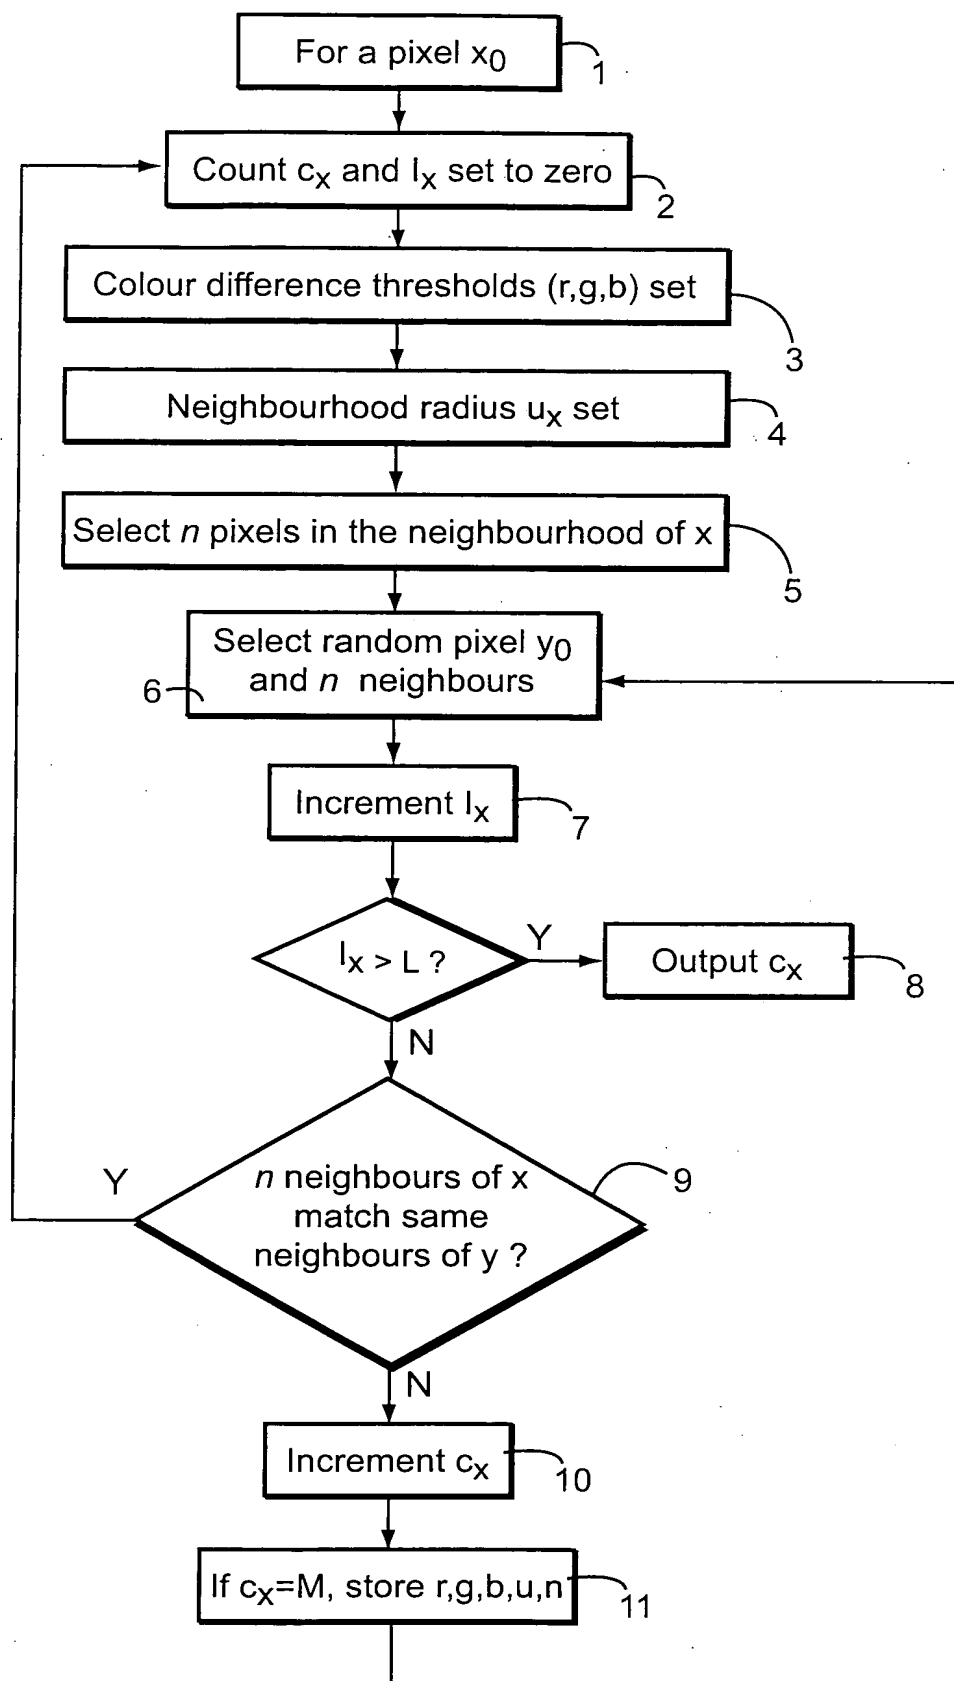 For a pixel x0
1
Count cx and Ix set to zero
2
Colour difference thresholds (r,g,b) set
3
Neighbourhood radius ux set
4
Select n pixels in the neighbourhood of x
5
Select random pixel y0
and n neighbours
6
Increment Ix
7
Ix > L ?
Y
Output cx
8
N
n neighbours of x
match same
neighbours of y ?
9
Y
N
Increment cx
10
If cx=M, store r,g,b,u,n
11